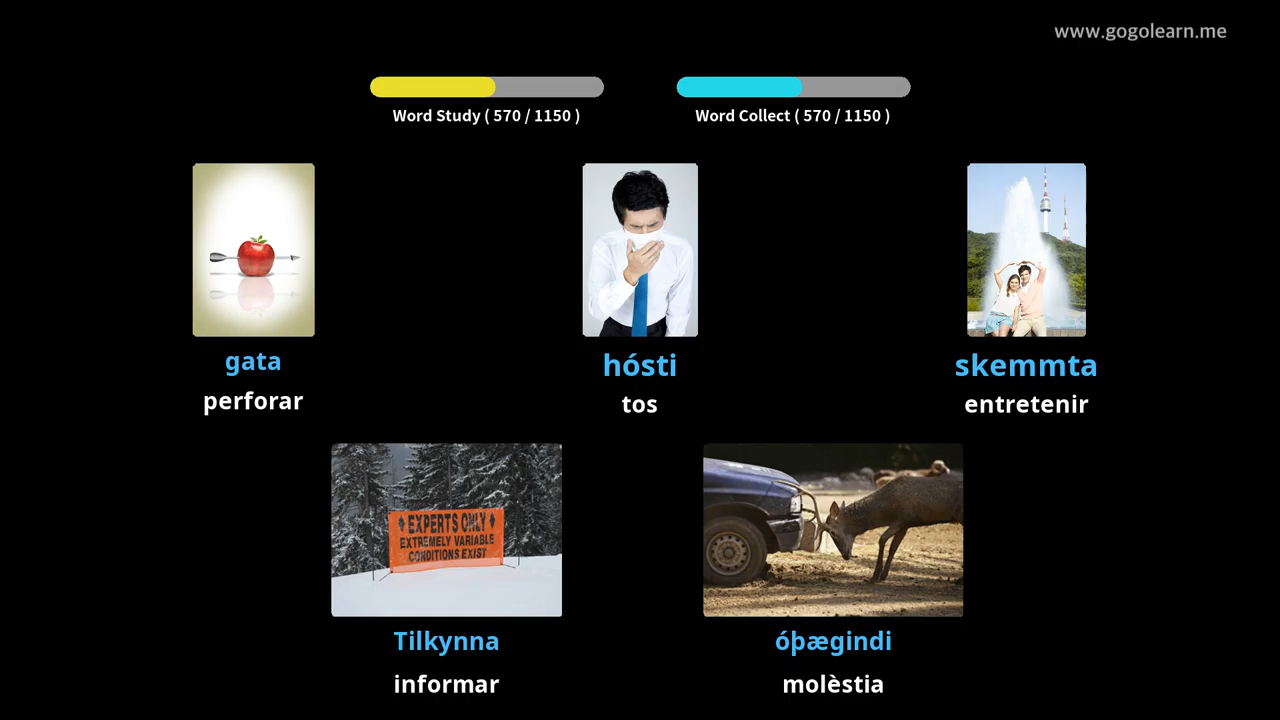 www.gogolearn.me
Word Study ( 570 / 1150 )
Word Collect ( 570 / 1150 )
gata
hósti
skemmta
perforar
tos
entretenir
EXPERTS ONLY
EXTREMELY VARIABLE
CONDITIONS EXIST
Tilkynna
óþægindi
informar
molèstia